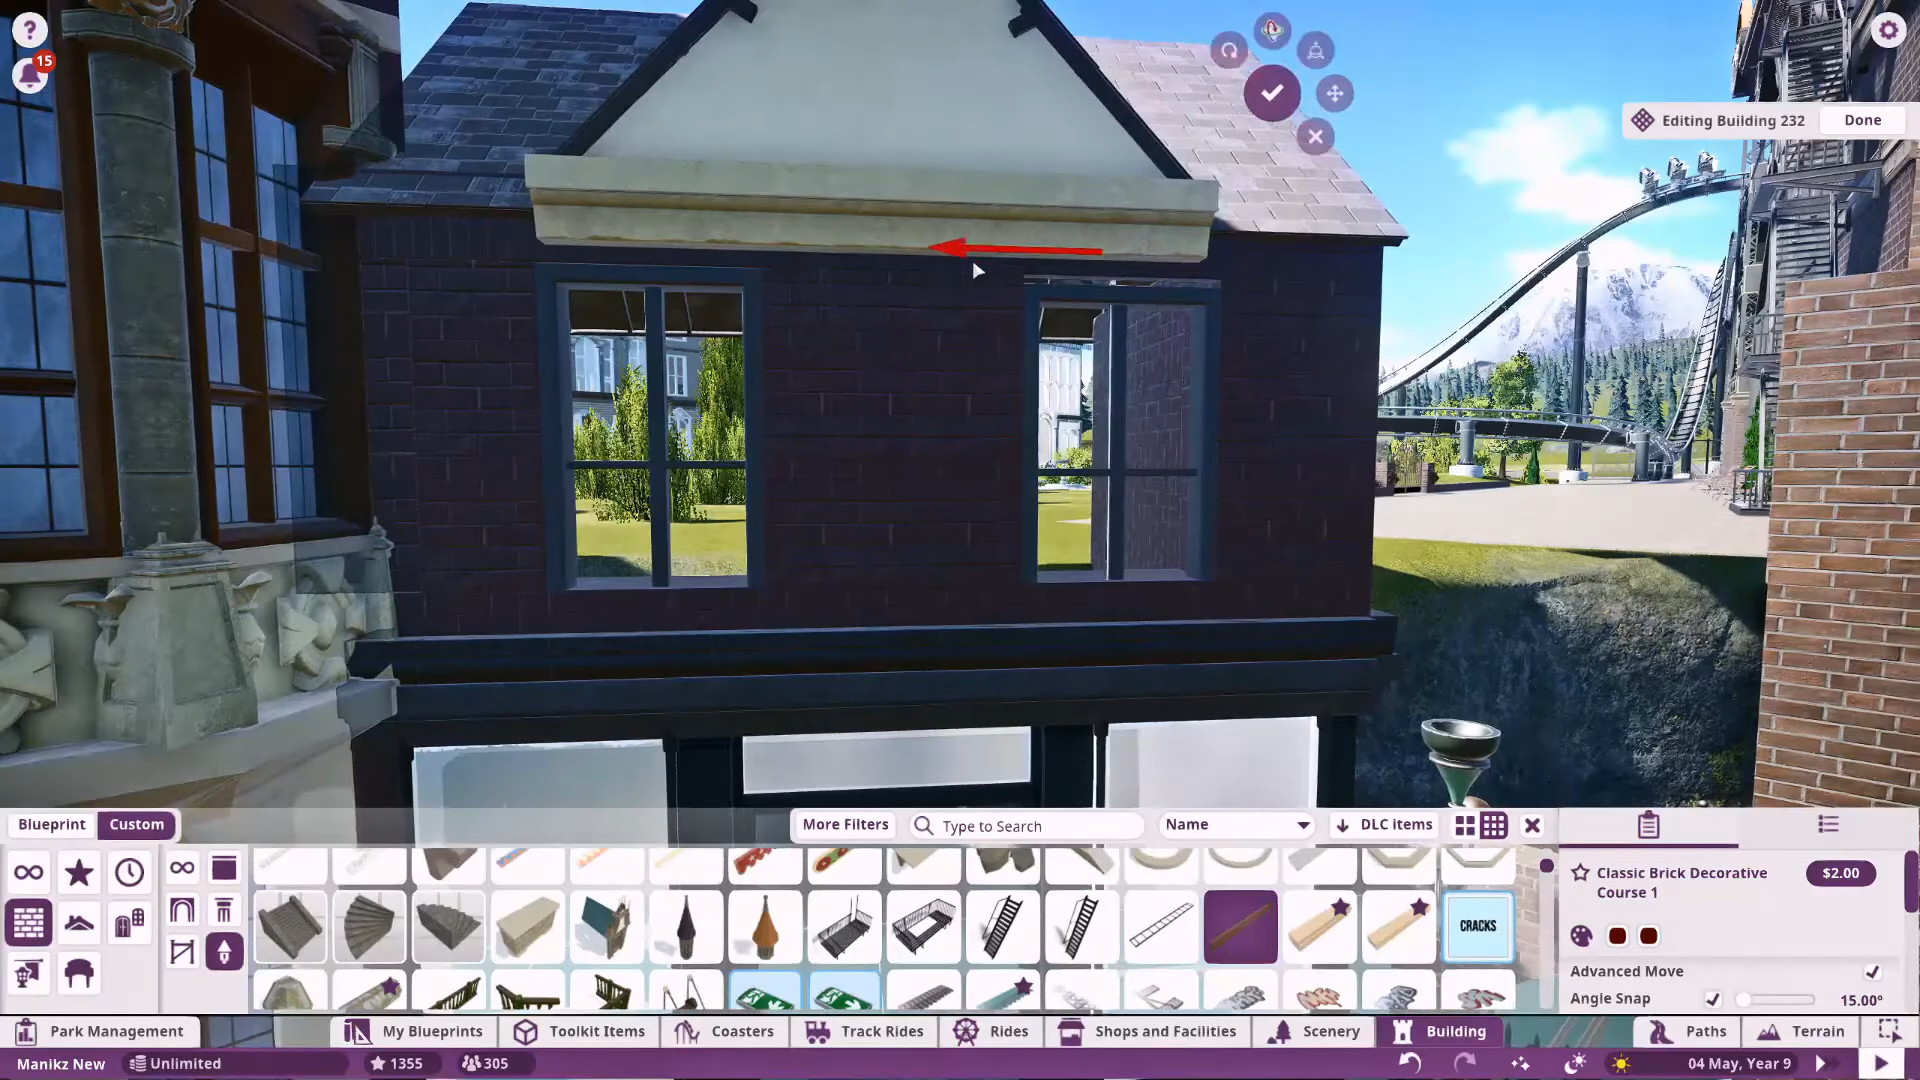 ?
15
Editing Building 232
Done
Blueprint
Custom
More Filters
Type to Search
Name
DLC items
Classic Brick Decorative
Course 1
$2.00
CRACKS
Advanced Move
Angle Snap
15.00°
Park Management
My Blueprints
Toolkit Items
Coasters
Track Rides
Rides
Shops and Facilities
Scenery
Building
Paths
Terrain
Manikz New
Unlimited
1355
305
04 May, Year 9